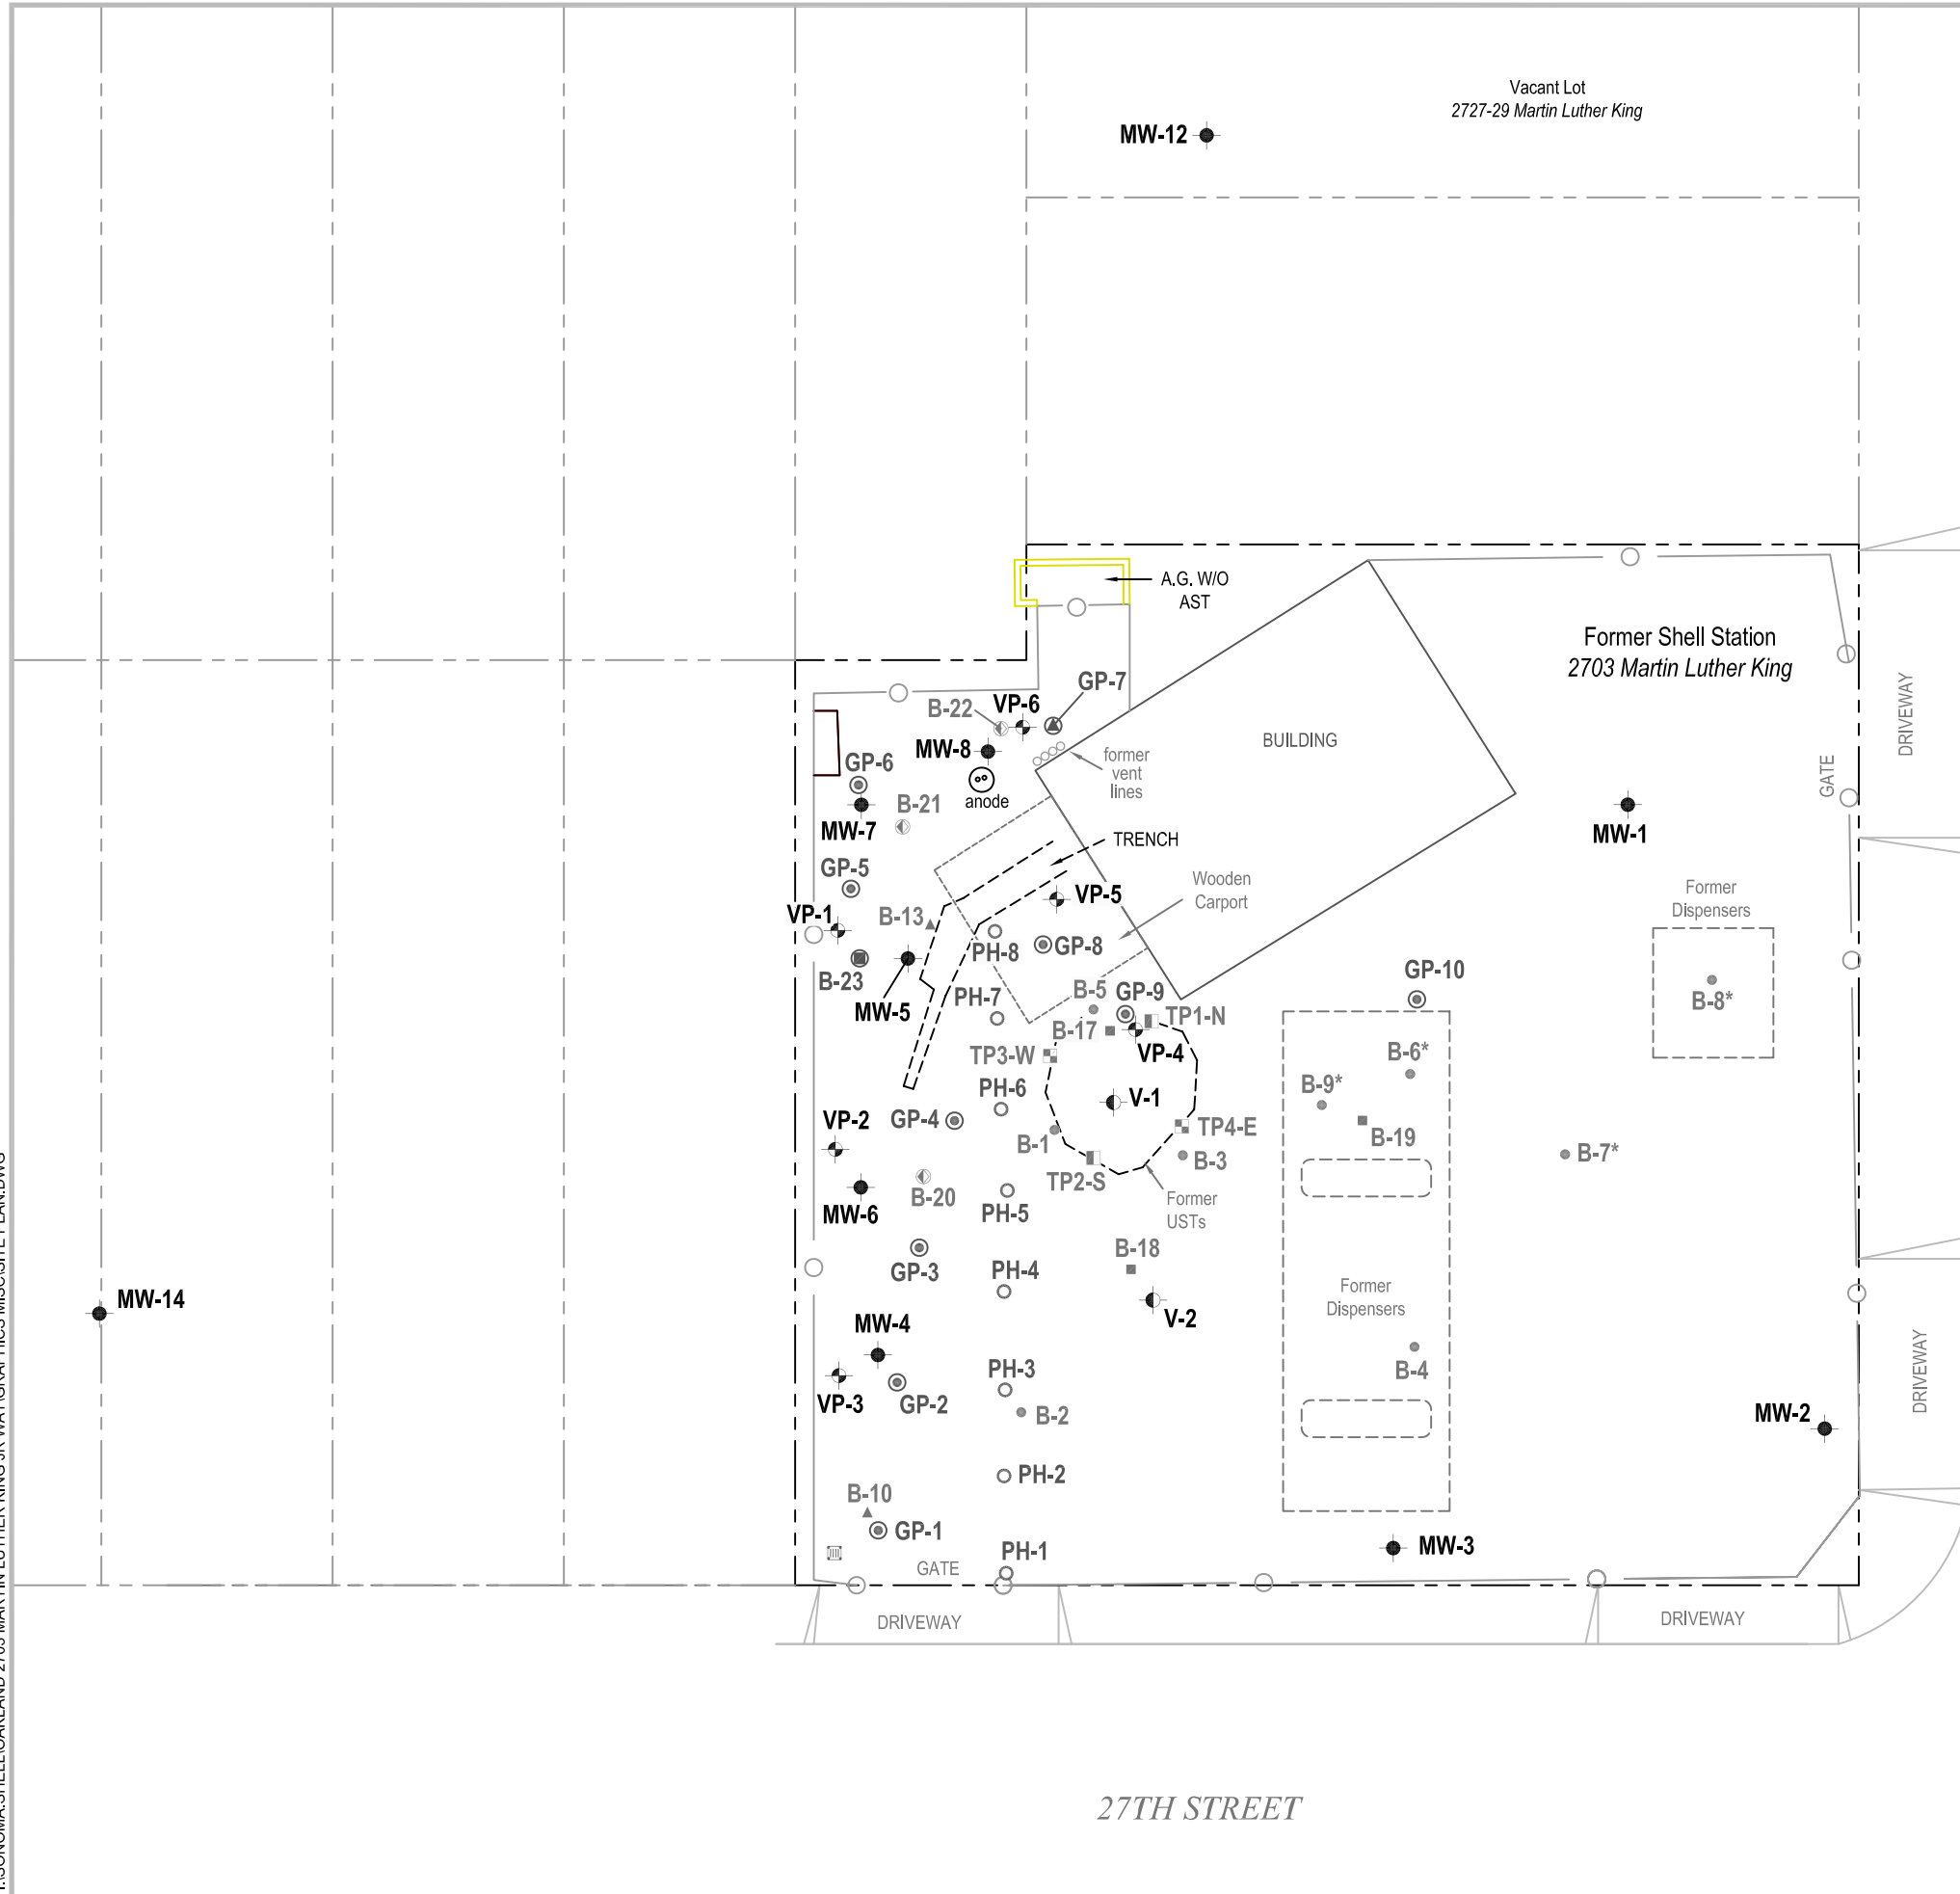 Vacant Lot
2727-29 Martin Luther King
MW-12
A.G. W/O
AST
Former Shell Station
2703 Martin Luther King
GP-7
VP-6
B-22
MW-8
BUILDING
former
vent
lines
DRIVEWAY
GATE
GP-6
anode
B-21
MW-7
MW-1
TRENCH
GP-5
Wooden
Carport
VP-5
Former
Dispensers
VP-1
B-13
PH-8
GP-8
B-23
GP-10
MW-5
PH-7
B-5
GP-9
B-8*
TP1-N
B-17
VP-4
TP3-W
B-6*
PH-6
V-1
B-9*
VP-2
GP-4
B-1
TP4-E
B-19
B-3
B-7*
TP2-S
B-20
MW-6
PH-5
Former
USTs
B-18
GP-3
PH-4
MW-14
V-2
Former
Dispensers
MW-4
PH-3
B-4
VP-3
GP-2
B-2
MW-2
DRIVEWAY
PH-2
B-10
GP-1
PH-1
MW-3
GATE
DRIVEWAY
DRIVEWAY
27TH STREET